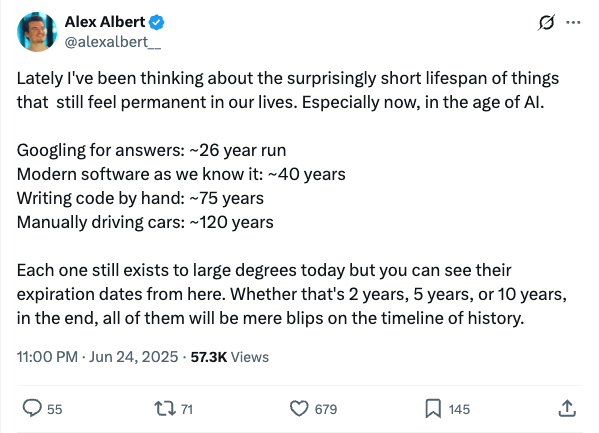 Alex Albert
@alexalbert__
Lately I've been thinking about the surprisingly short lifespan of things
that  still feel permanent in our lives. Especially now, in the age of AI.
Googling for answers: ~26 year run
Modern software as we know it: ~40 years
Writing code by hand: ~75 years
Manually driving cars: ~120 years
Each one still exists to large degrees today but you can see their
expiration dates from here. Whether that's 2 years, 5 years, or 10 years,
in the end, all of them will be mere blips on the timeline of history.
11:00 PM · Jun 24, 2025 · 57.3K Views
55 71 679 145